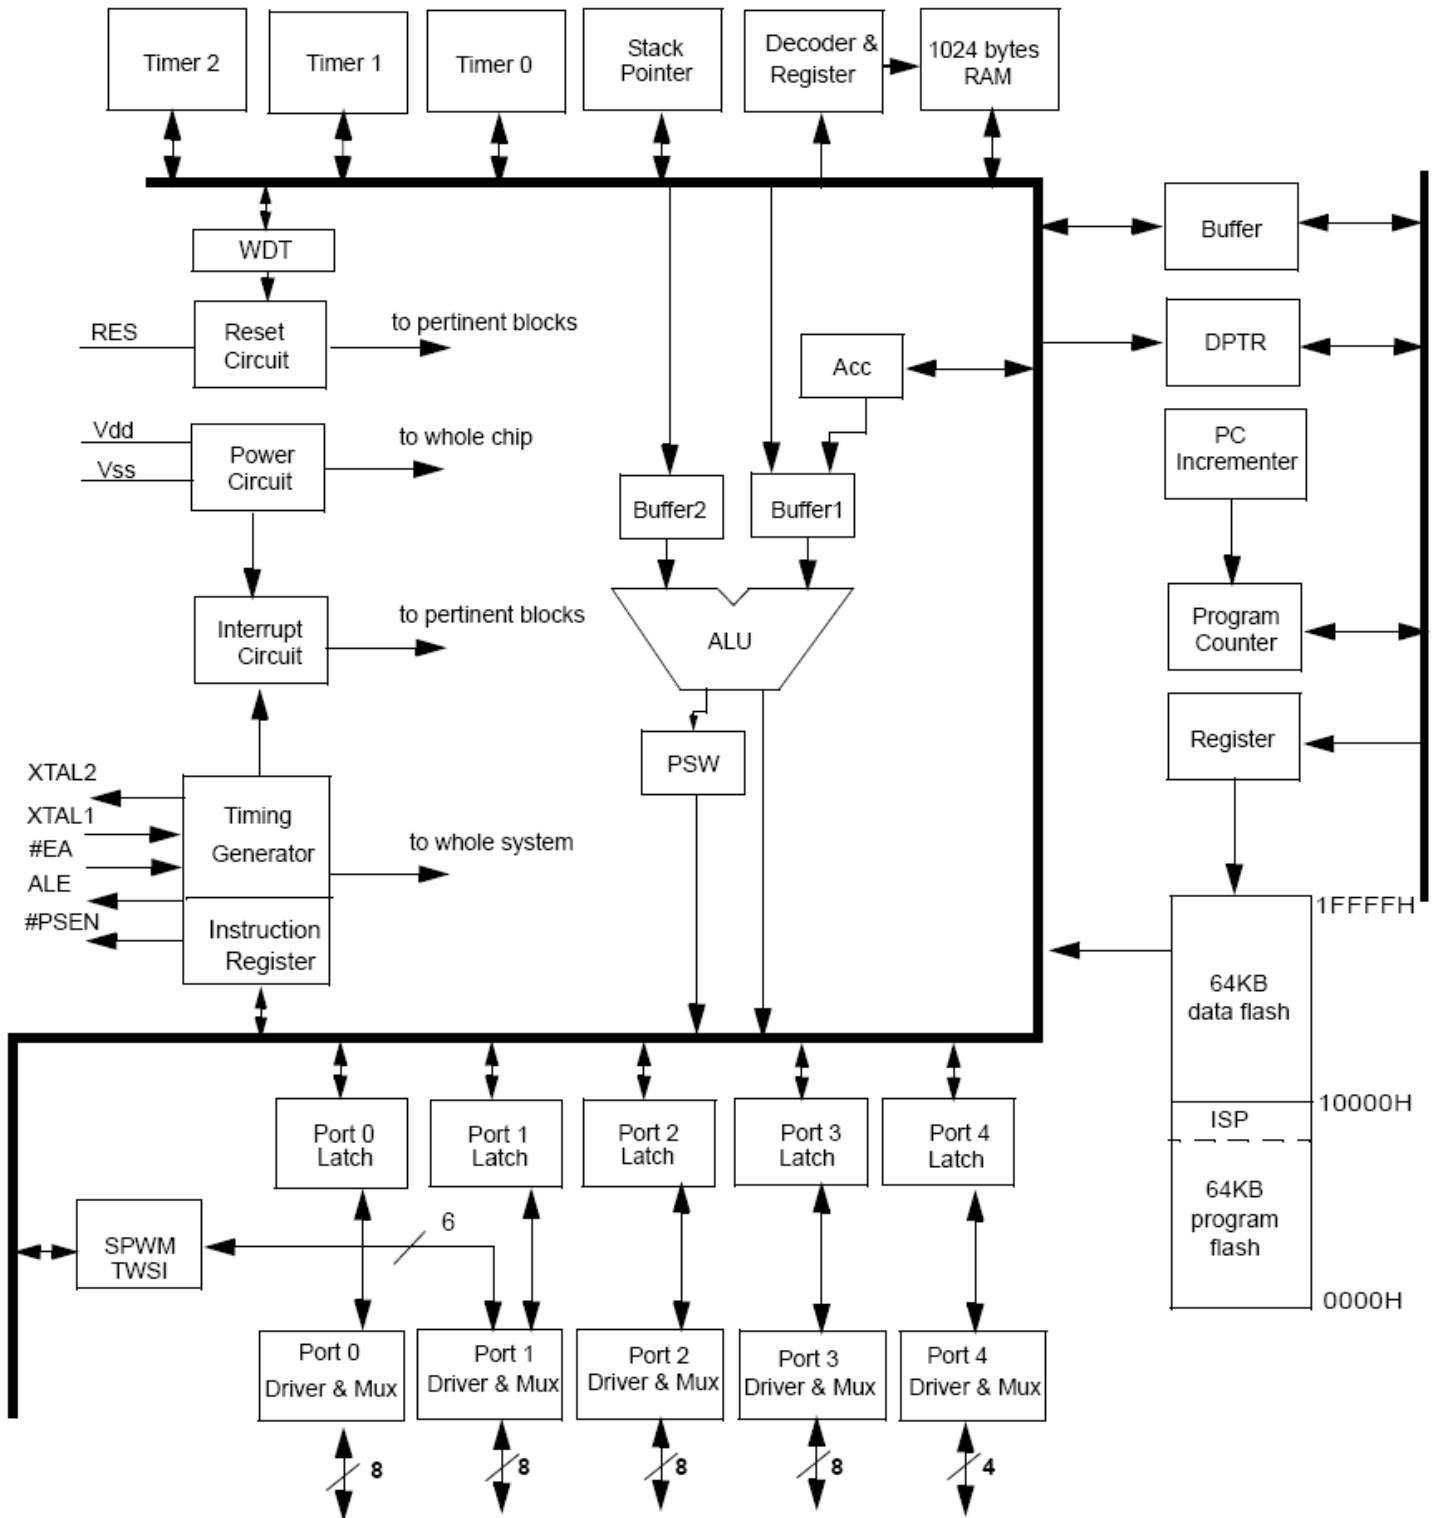 Timer 2
Timer 1
Timer 0
Stack
Pointer
Decoder &
Register
1024 bytes
RAM
WDT
Buffer
RES
Reset
Circuit
to pertinent blocks
DPTR
Acc
Vdd
Vss
Power
Circuit
to whole chip
PC
Incrementer
Buffer2
Buffer1
Interrupt
Circuit
to pertinent blocks
ALU
Program
Counter
PSW
Register
XTAL2
XTAL1
#EA
ALE
#PSEN
Timing
Generator
to whole system
Instruction
Register
1FFFFH
64KB
data flash
10000H
ISP
64KB
program
flash
0000H
Port 0
Latch
Port 1
Latch
Port 2
Latch
Port 3
Latch
Port 4
Latch
SPWM
TWSI
6
Port 0
Driver & Mux
Port 1
Driver & Mux
Port 2
Driver & Mux
Port 3
Driver & Mux
Port 4
Driver & Mux
8
8
8
8
4